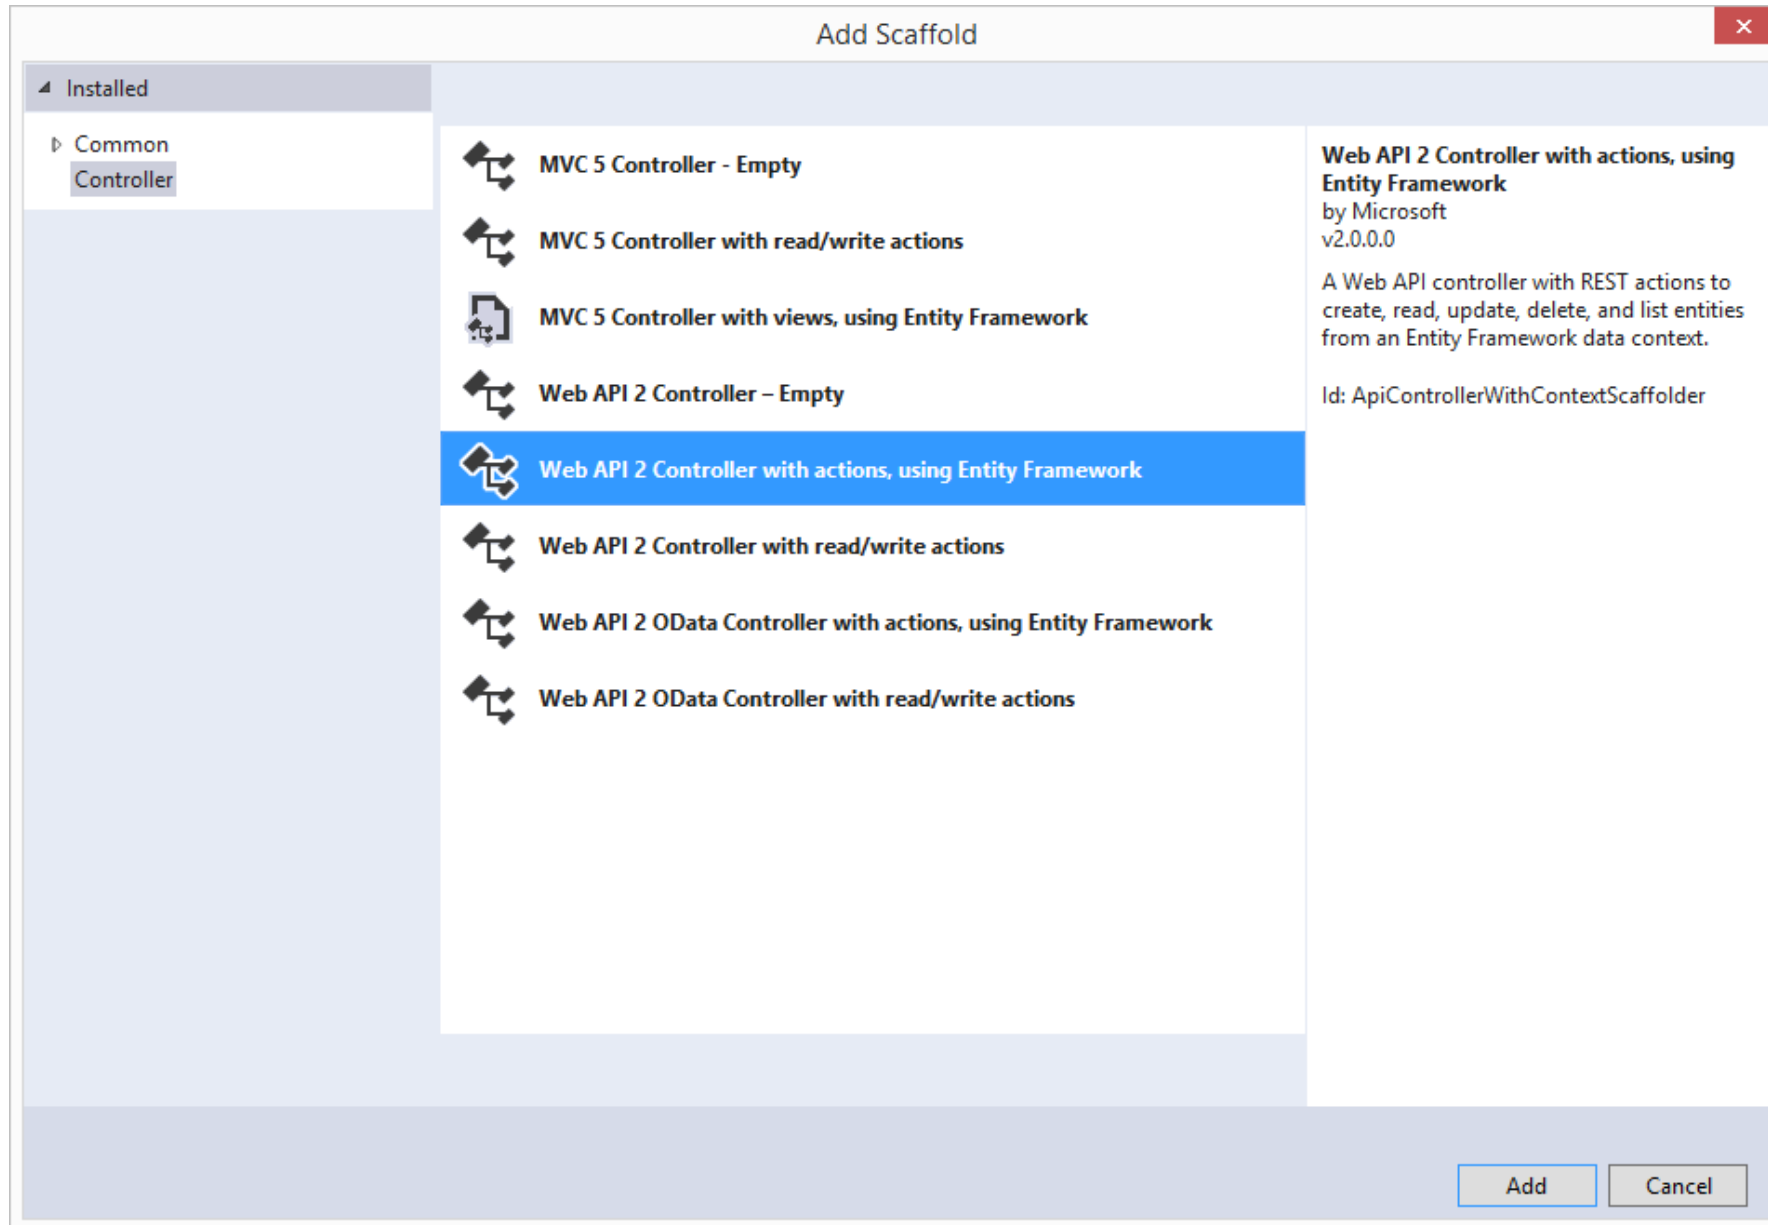 Add Scaffold
Installed
Common
Controller
MVC 5 Controller - Empty
MVC 5 Controller with read/write actions
MVC 5 Controller with views, using Entity Framework
Web API 2 Controller – Empty
Web API 2 Controller with actions, using Entity Framework
Web API 2 Controller with read/write actions
Web API 2 OData Controller with actions, using Entity Framework
Web API 2 OData Controller with read/write actions
Web API 2 Controller with actions, using
Entity Framework
by Microsoft
v2.0.0.0
A Web API controller with REST actions to
create, read, update, delete, and list entities
from an Entity Framework data context.
Id: ApiControllerWithContextScaffolder
Add
Cancel